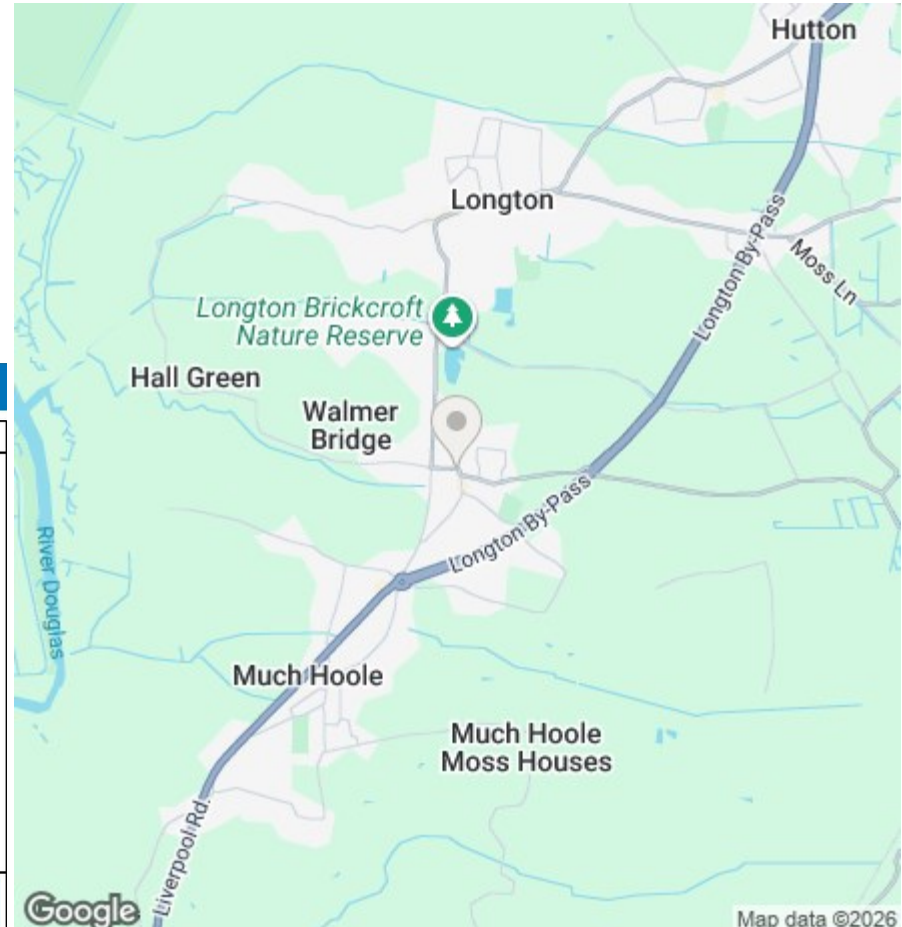 Hutton
Longton
Longton By-Pass
Moss Ln
Longton Brickcroft
Nature Reserve
Hall Green
Walmer
Bridge
Longton By-Pass
River Douglas
Much Hoole
Much Hoole
Moss Houses
Liverpool Rd.
Google
Map data ©2026